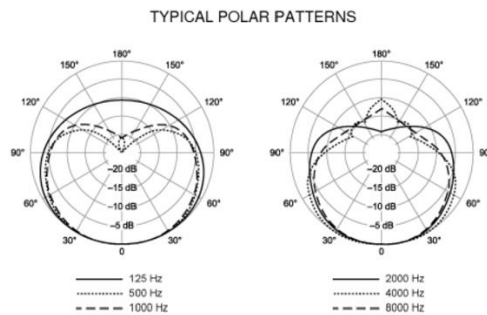 TYPICAL POLAR PATTERNS
180°
150° 150°
120° 120°
90° 90°
60° 60°
30° 30°
0
–20 dB
–15 dB
–10 dB
–5 dB
125 Hz
500 Hz
1000 Hz
180°
150° 150°
120° 120°
90° 90°
60° 60°
30° 30°
0
–20 dB
–15 dB
–10 dB
–5 dB
2000 Hz
4000 Hz
8000 Hz